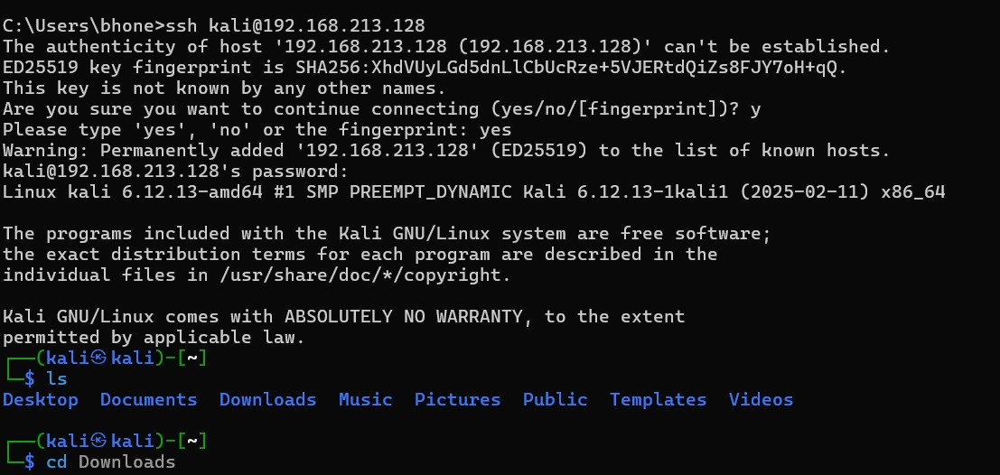 C:\Users\bhone>ssh kali@192.168.213.128
The authenticity of host '192.168.213.128 (192.168.213.128)' can't be established.
ED25519 key fingerprint is SHA256:XhdVUyLGd5dnLlCbUcRze+5VJERtdQiZs8FJY7oH+qQ.
This key is not known by any other names.
Are you sure you want to continue connecting (yes/no/[fingerprint])? y
Please type 'yes', 'no' or the fingerprint: yes
Warning: Permanently added '192.168.213.128' (ED25519) to the list of known hosts.
kali@192.168.213.128's password:
Linux kali 6.12.13-amd64 #1 SMP PREEMPT_DYNAMIC Kali 6.12.13-1kali1 (2025-02-11) x86_64
The programs included with the Kali GNU/Linux system are free software;
the exact distribution terms for each program are described in the
individual files in /usr/share/doc/*/copyright.
Kali GNU/Linux comes with ABSOLUTELY NO WARRANTY, to the extent
permitted by applicable law.
┌──(kali㉿kali)-[~]
└─$ ls
Desktop  Documents  Downloads  Music  Pictures  Public  Templates  Videos
┌──(kali㉿kali)-[~]
└─$ cd Downloads